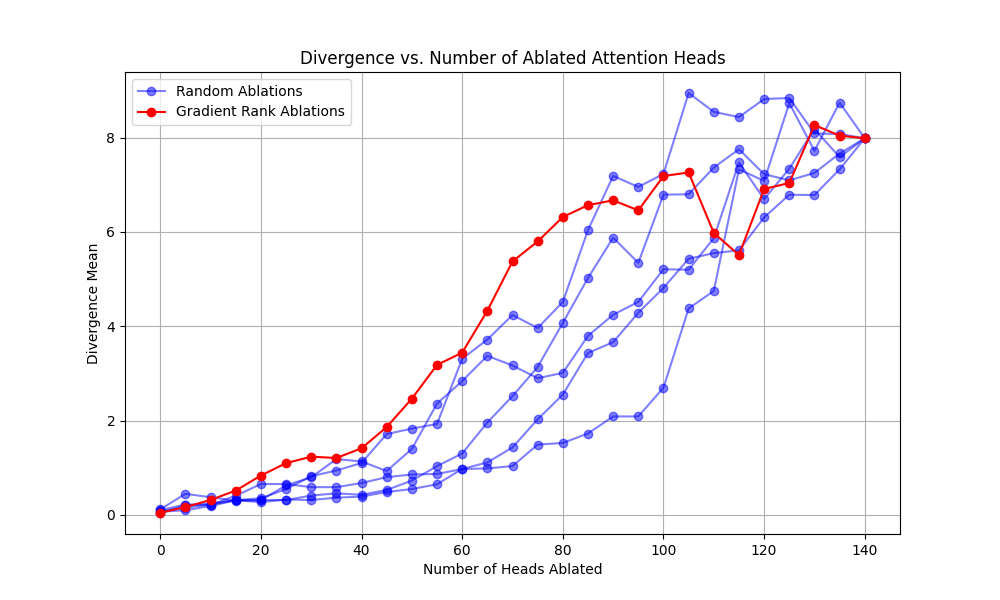 Divergence vs. Number of Ablated Attention Heads
Random Ablations
Gradient Rank Ablations
8
6
4
2
0
Divergence Mean
0 20 40 60 80 100 120 140
Number of Heads Ablated